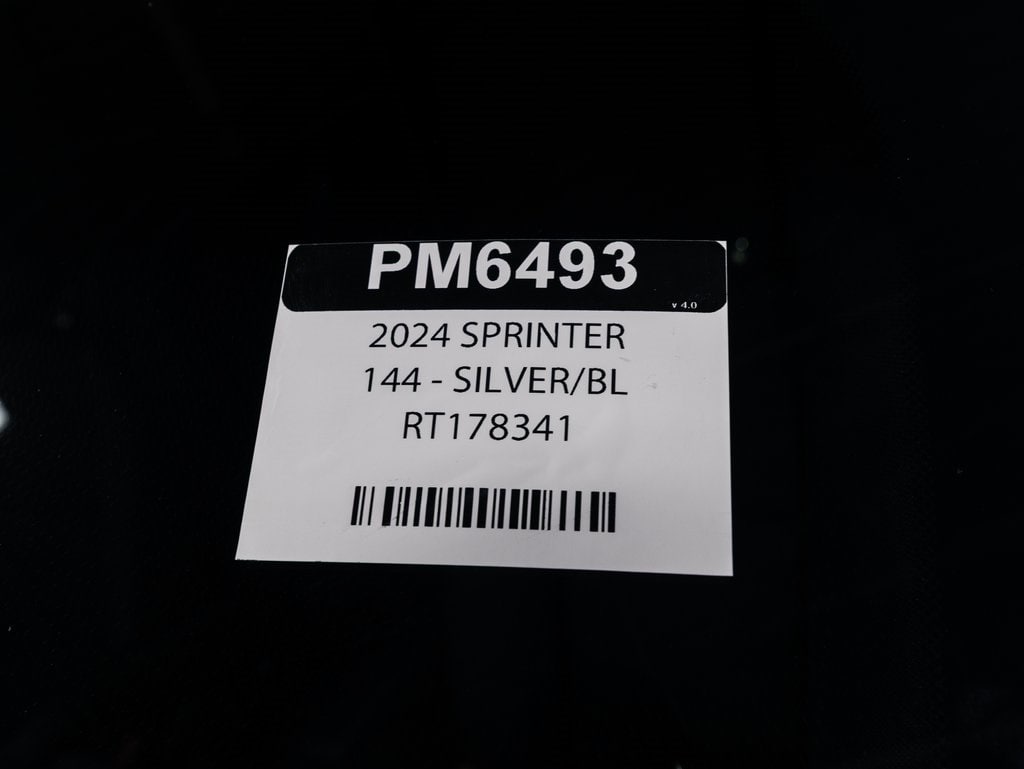 PM6493
v 4.0
2024 SPRINTER
144 - SILVER/BL
RT178341